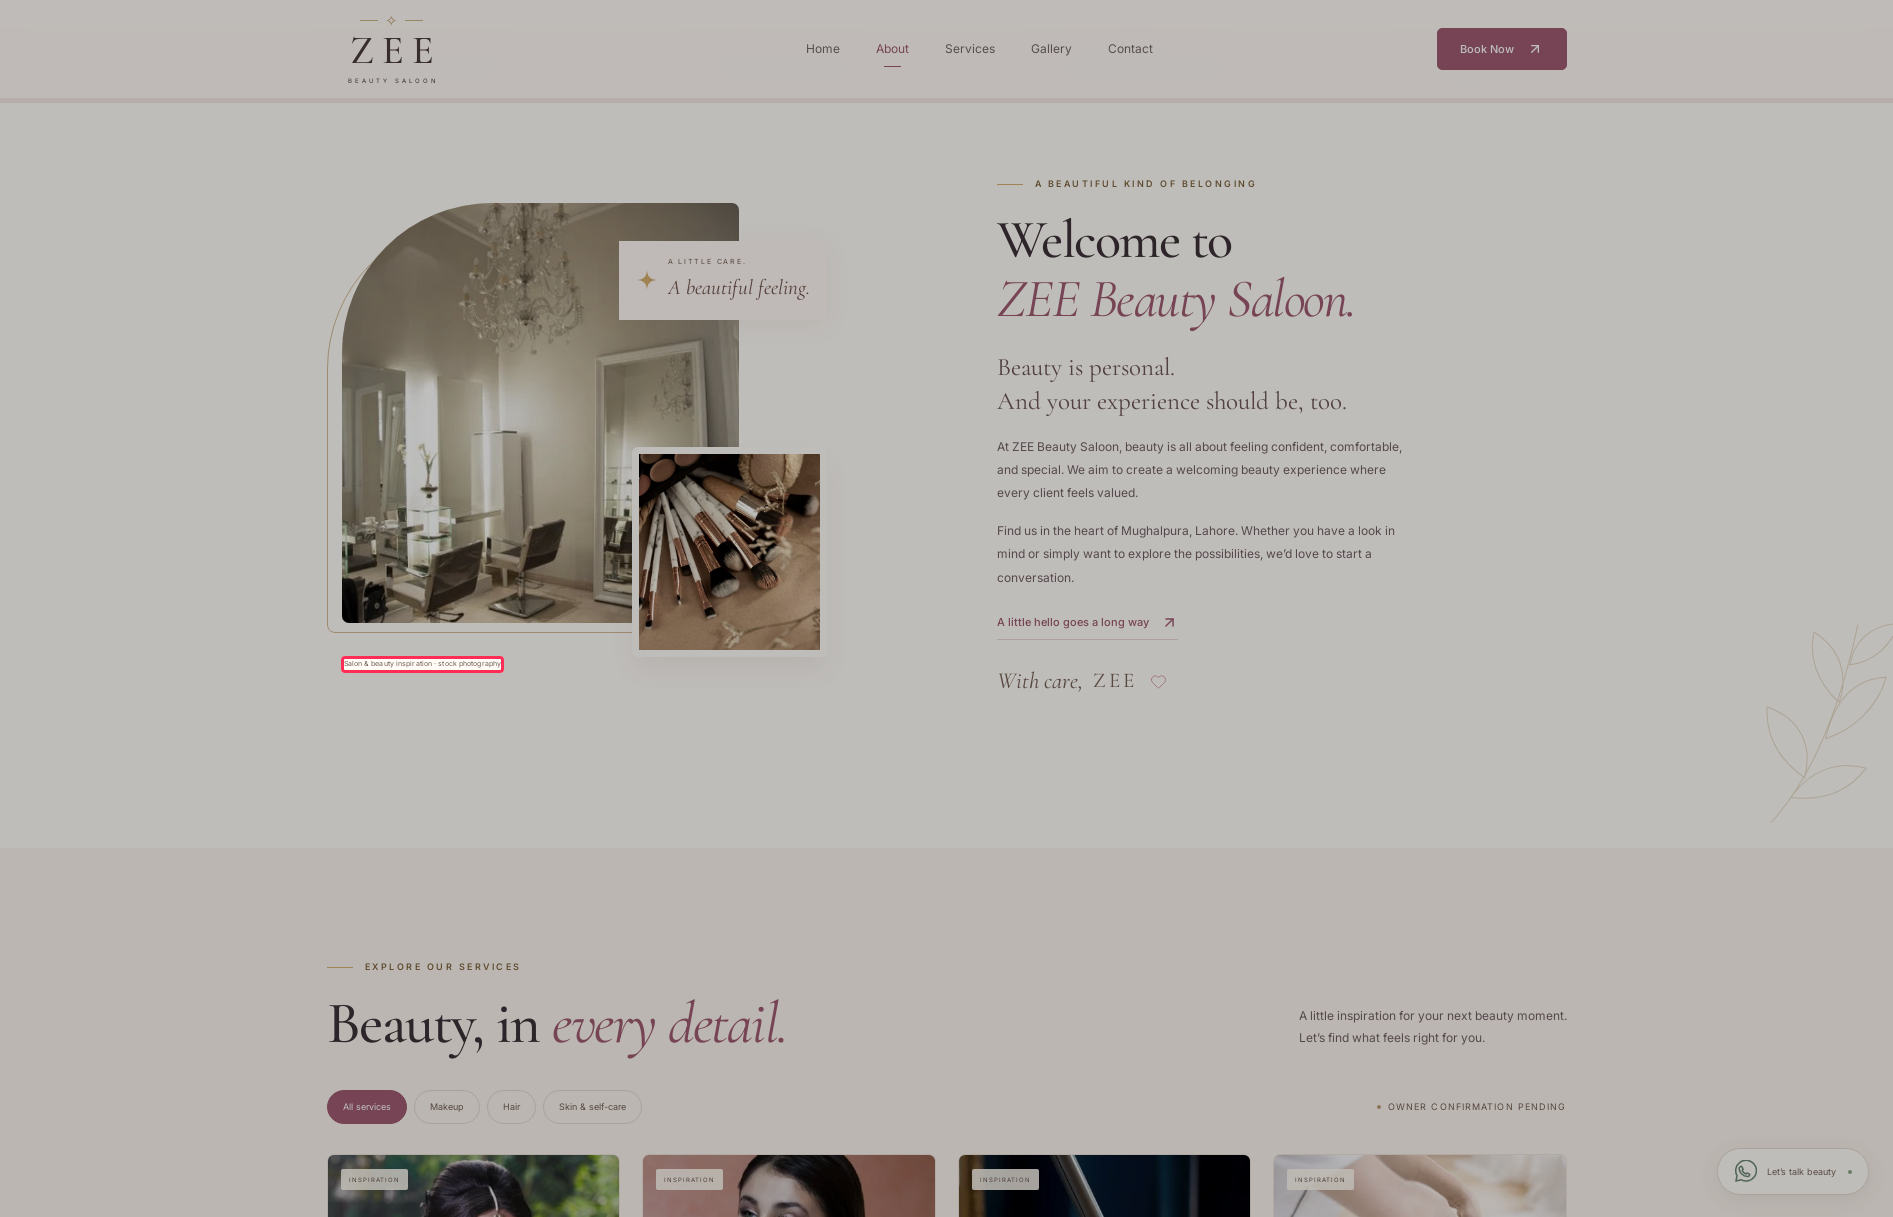 ZEE
BEAUTY SALOON
Home
About
Services
Gallery
Contact
Book Now
A LITTLE CARE.
A beautiful feeling.
Salon & beauty inspiration · stock photography
A BEAUTIFUL KIND OF BELONGING
Welcome to
ZEE Beauty Saloon.
Beauty is personal.
And your experience should be, too.
At ZEE Beauty Saloon, beauty is all about feeling confident, comfortable,
and special. We aim to create a welcoming beauty experience where
every client feels valued.
Find us in the heart of Mughalpura, Lahore. Whether you have a look in
mind or simply want to explore the possibilities, we’d love to start a
conversation.
A little hello goes a long way
With care, ZEE
EXPLORE OUR SERVICES
Beauty, in every detail.
A little inspiration for your next beauty moment.
Let’s find what feels right for you.
All services
Makeup
Hair
Skin & self-care
OWNER CONFIRMATION PENDING
INSPIRATION
INSPIRATION
INSPIRATION
INSPIRATION
Let’s talk beauty